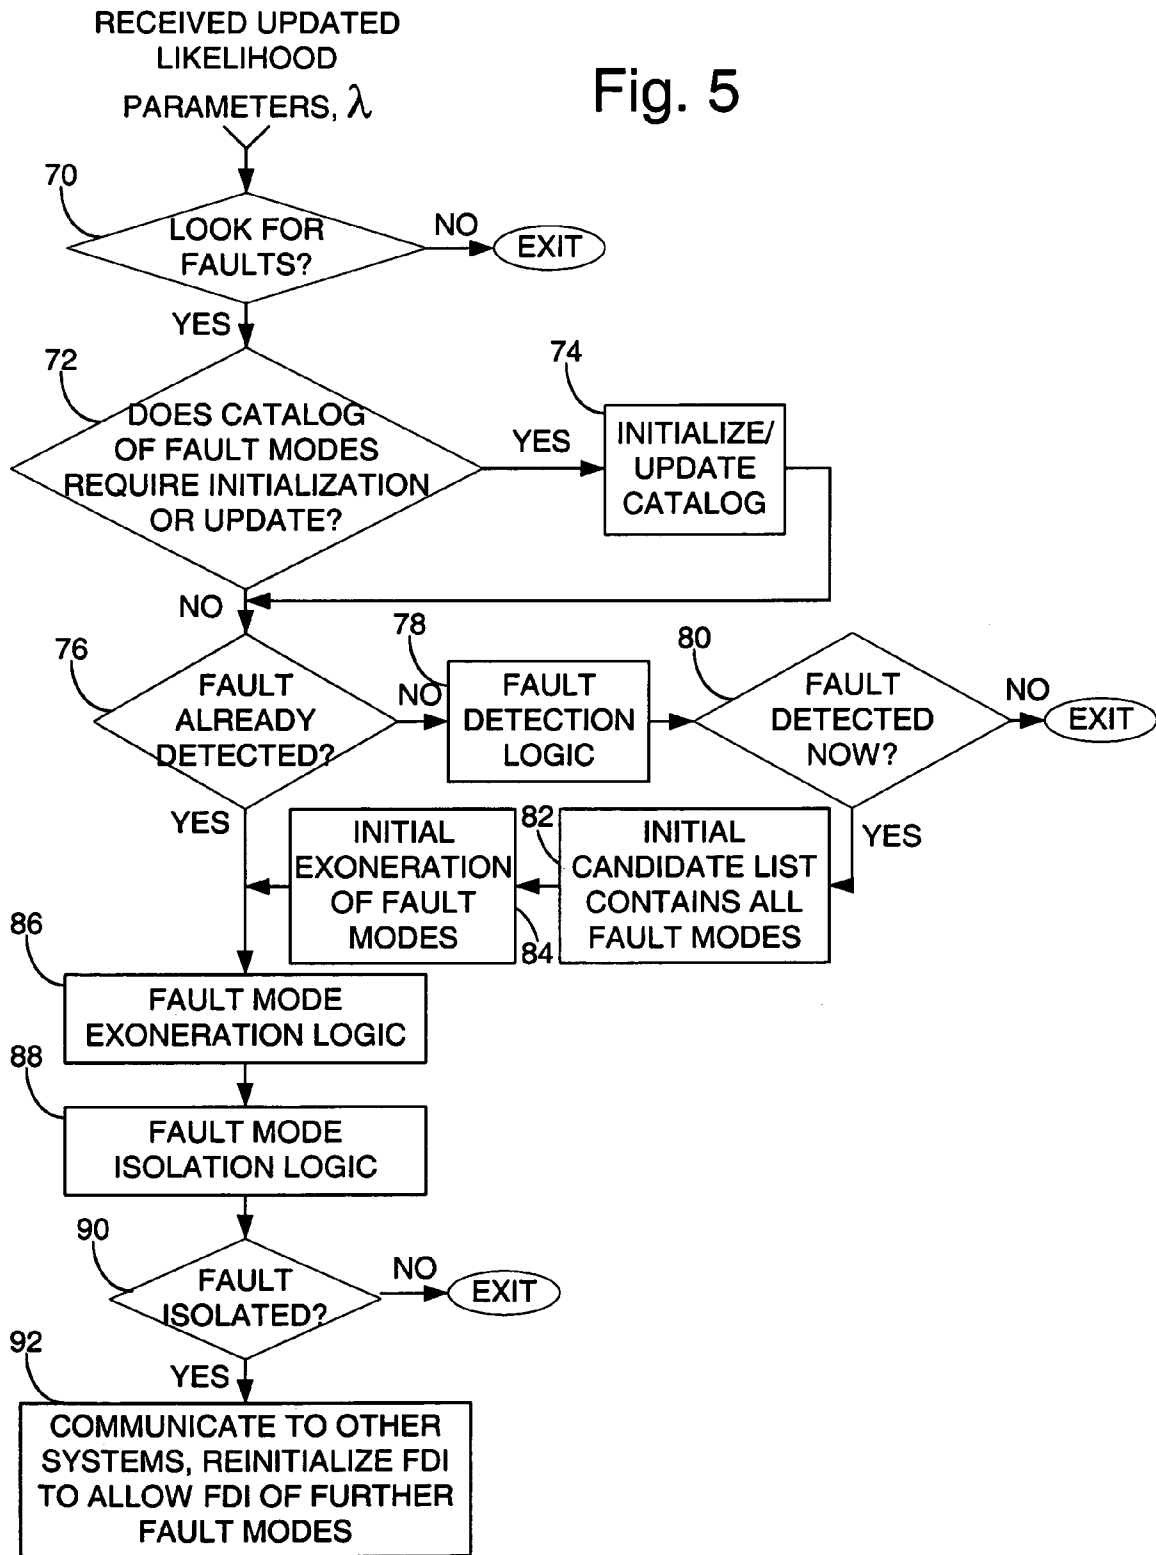 RECEIVED UPDATED
LIKELIHOOD
PARAMETERS, λ
Fig. 5
70
LOOK FOR
FAULTS?
NO
EXIT
YES
72
DOES CATALOG
OF FAULT MODES
REQUIRE INITIALIZATION
OR UPDATE?
YES
74
INITIALIZE/
UPDATE
CATALOG
NO
76
FAULT
ALREADY
DETECTED?
NO
78
FAULT
DETECTION
LOGIC
80
FAULT
DETECTED
NOW?
NO
EXIT
YES
YES
82
INITIAL
CANDIDATE LIST
CONTAINS ALL
FAULT MODES
INITIAL
EXONERATION
OF FAULT
MODES
84
86
FAULT MODE
EXONERATION LOGIC
88
FAULT MODE
ISOLATION LOGIC
90
FAULT
ISOLATED?
NO
EXIT
YES
92
COMMUNICATE TO OTHER
SYSTEMS, REINITIALIZE FDI
TO ALLOW FDI OF FURTHER
FAULT MODES